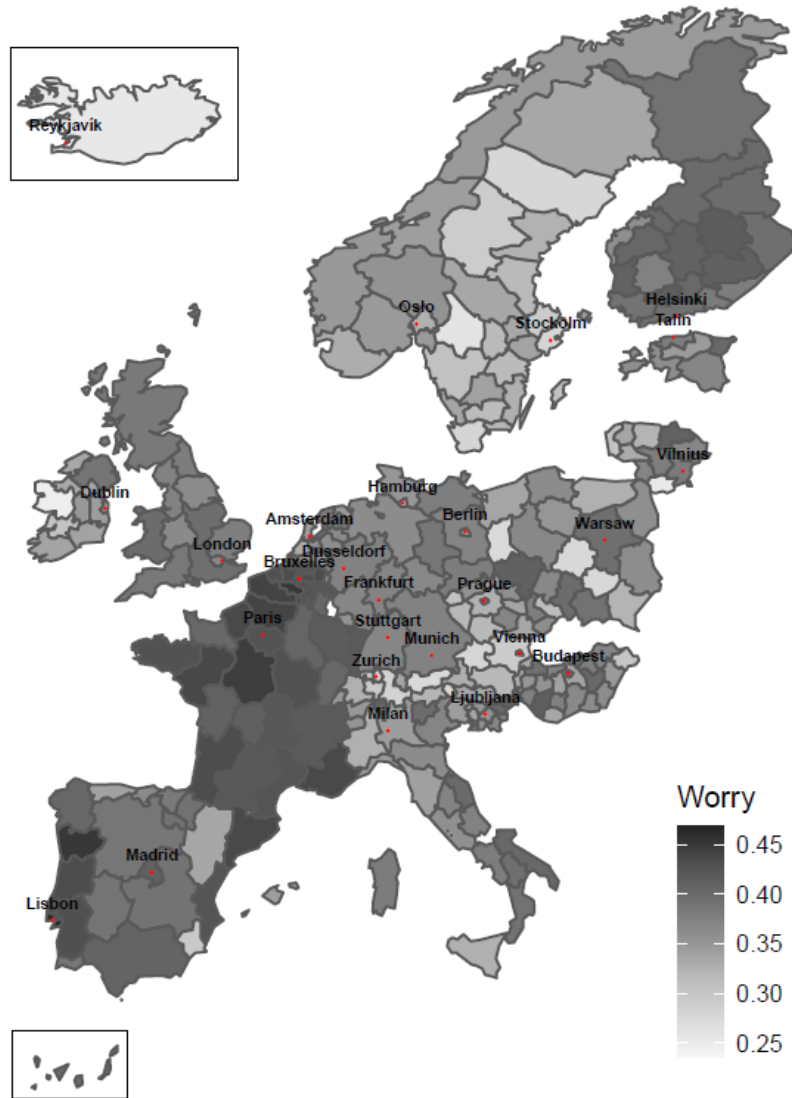 Reykjavik
Oslo
Stockolm
Helsinki
Talin
Vilnius
Dublin
London
Hamburg
Amsterdam
Berlin
Warsaw
Dusseldorf
Bruxelles
Frankfurt
Prague
Paris
Stuttgart
Munich
Vienna
Zurich
Budapest
Ljubljana
Milan
Madrid
Lisbon
Worry
0.45
0.40
0.35
0.30
0.25